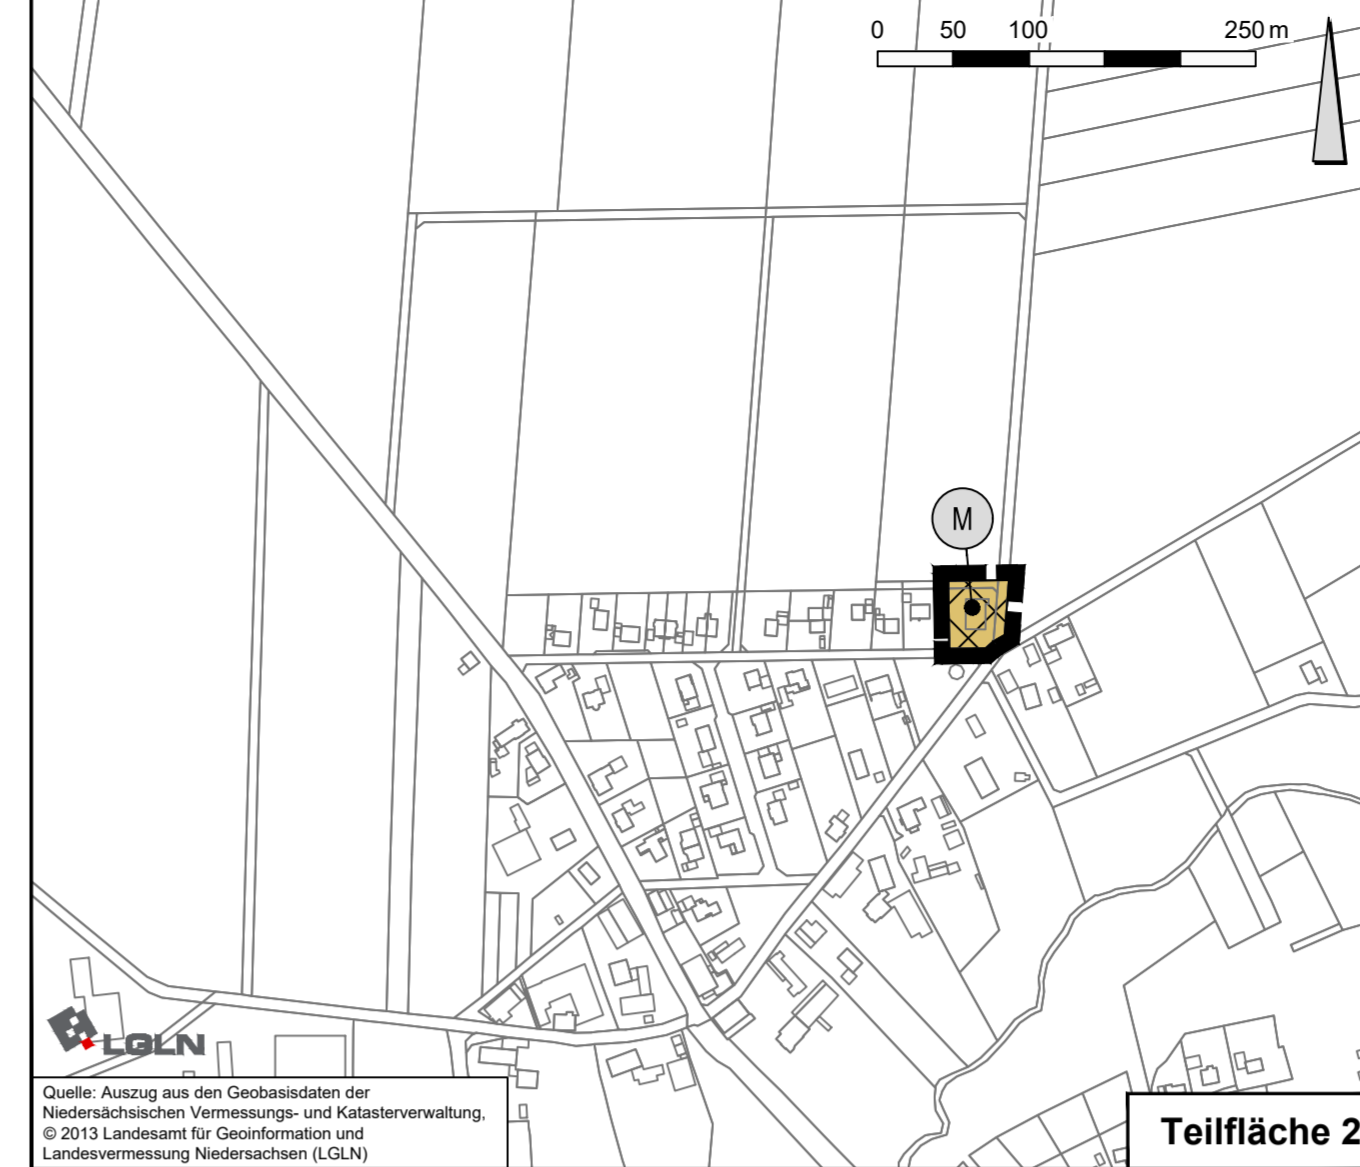 0 50 100 250 m
M
LGLN
Quelle: Auszug aus den Geobasisdaten der
Niedersächsischen Vermessungs- und Katasterverwaltung,
© 2013 Landesamt für Geoinformation und
Landesvermessung Niedersachsen (LGLN)
Teilfläche 2